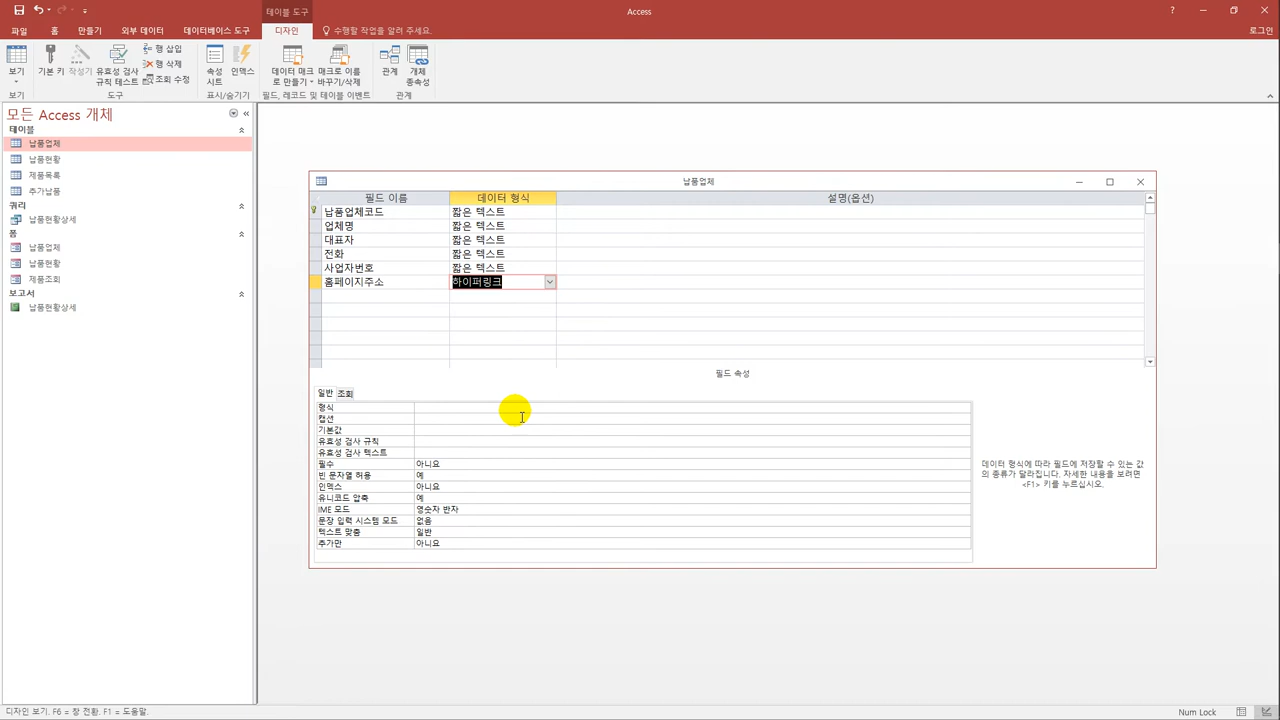 테이블 도구
Access
?
파일
홈
만들기
외부 데이터
데이터베이스 도구
디자인
수행할 작업을 알려 주세요.
로그인
보기
기본 키
작성기
유효성 검사
규칙 테스트
행 삽입
행 삭제
조회 수정
속성
시트
인덱스
데이터 매크
로 만들기
매크로 이름
바꾸기/삭제
관계
개체
종속성
보기
도구
표시/숨기기
필드, 레코드 및 테이블 이벤트
관계
모든 Access 개체
테이블
납품업체
납품현황
제품목록
추가납품
쿼리
납품현황상세
폼
납품업체
납품현황
제품조회
보고서
납품현황상세
납품업체
필드 이름 데이터 형식 설명(옵션)
납품업체코드 짧은 텍스트
업체명 짧은 텍스트
대표자 짧은 텍스트
전화 짧은 텍스트
사업자번호 짧은 텍스트
홈페이지주소 하이퍼링크
필드 속성
일반 조회
형식
캡션
기본값
유효성 검사 규칙
유효성 검사 텍스트
필수 아니요
빈 문자열 허용 예
인덱스 아니요
유니코드 압축 예
IME 모드 영숫자 반자
문장 입력 시스템 모드 없음
텍스트 맞춤 일반
추가만 아니요
데이터 형식에 따라 필드에 저장할 수 있는 값
의 종류가 달라집니다. 자세한 내용을 보려면
<F1> 키를 누르십시오.
디자인 보기. F6 = 창 전환. F1 = 도움말.
Num Lock